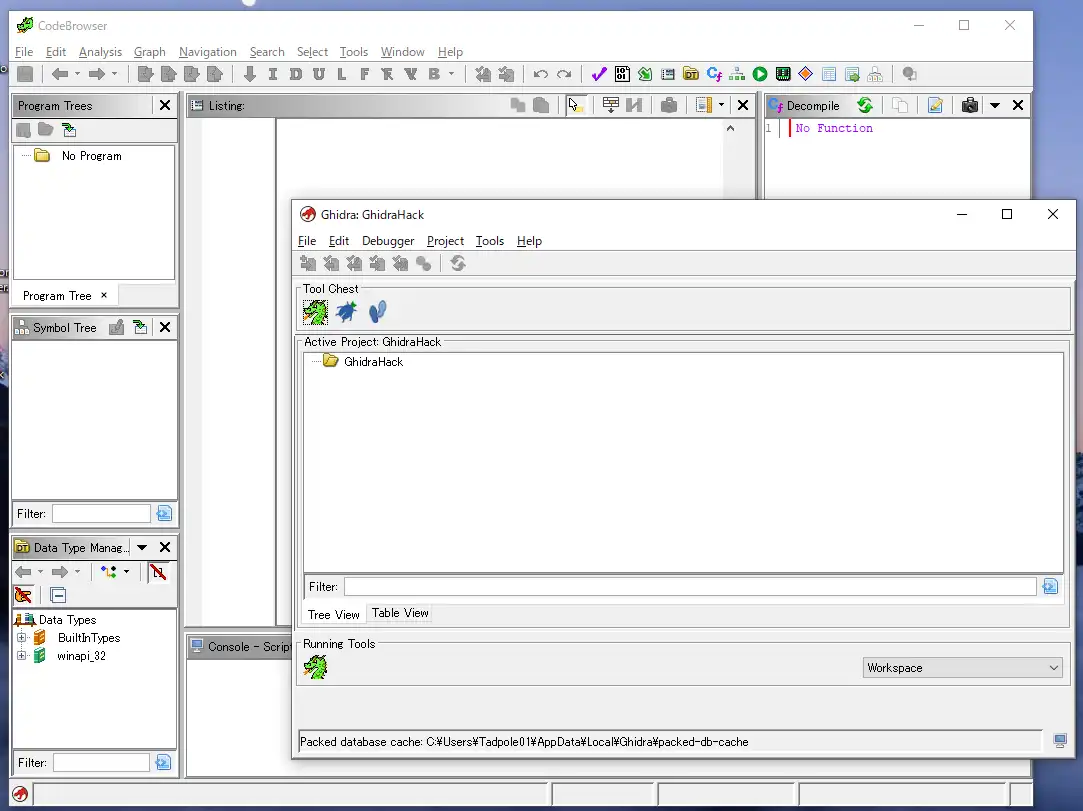 CodeBrowser
File Edit Analysis Graph Navigation Search Select Tools Window Help
I D U L F R V B
Program Trees
No Program
Program Tree ×
Listing:
Decompile
1 No Function
Symbol Tree
Filter:
Data Type Manag...
Data Types
BuiltInTypes
winapi_32
Filter:
Console - Script
Ghidra: GhidraHack
File Edit Debugger Project Tools Help
Tool Chest
Active Project: GhidraHack
GhidraHack
Filter:
Tree View Table View
Running Tools
Workspace
Packed database cache: C:¥Users¥Tadpole01¥AppData¥Local¥Ghidra¥packed-db-cache